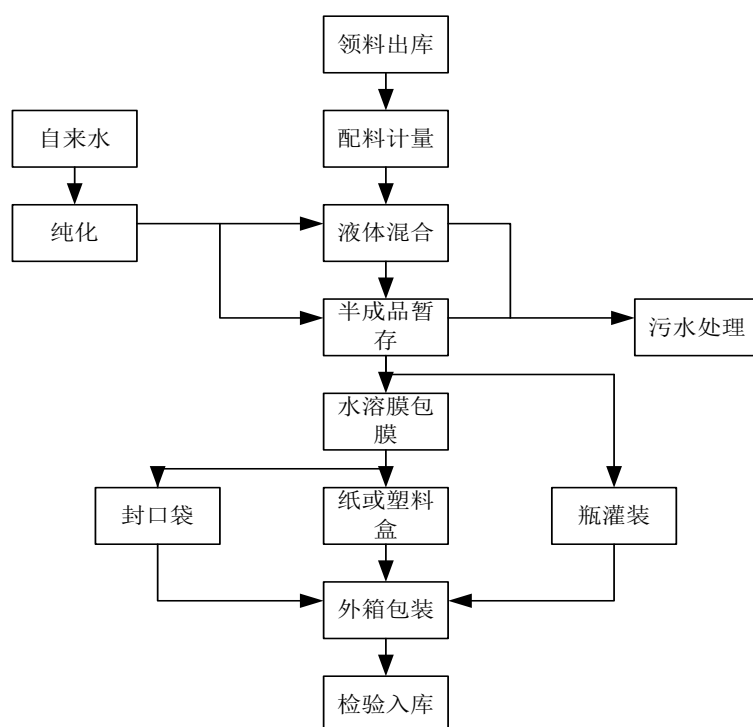 领料出库
自来水
配料计量
纯化
液体混合
半成品暂
存
污水处理
水溶膜包
膜
封口袋
纸或塑料
盒
瓶灌装
外箱包装
检验入库